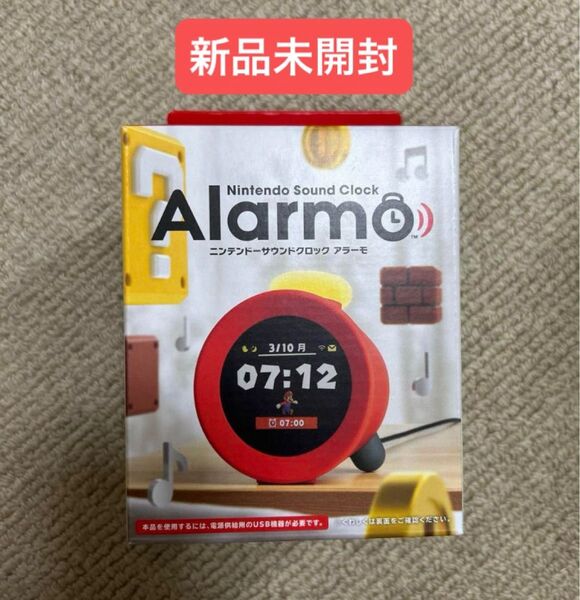 新品未開封
Nintendo Sound Clock
Alarmo
TM
ニンテンドーサウンドクロック アラーモ
3/10 月
07:12
07:00
本品を使用するには、電源供給用のUSB機器が必要です。
くわしくは裏面をご確認ください。